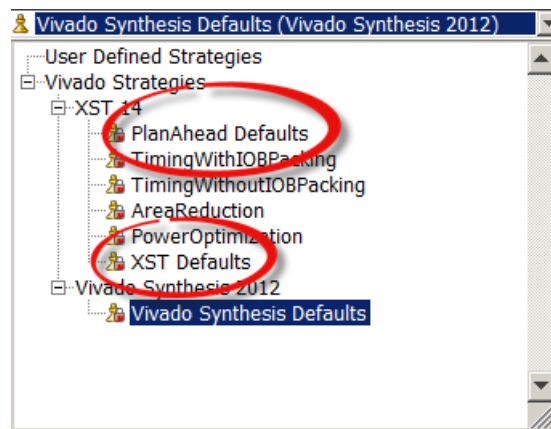 Vivado Synthesis Defaults (Vivado Synthesis 2012)
User Defined Strategies
Vivado Strategies
XST 14
PlanAhead Defaults
TimingWithIOBPacking
TimingWithoutIOBPacking
AreaReduction
PowerOptimization
XST Defaults
Vivado Synthesis 2012
Vivado Synthesis Defaults